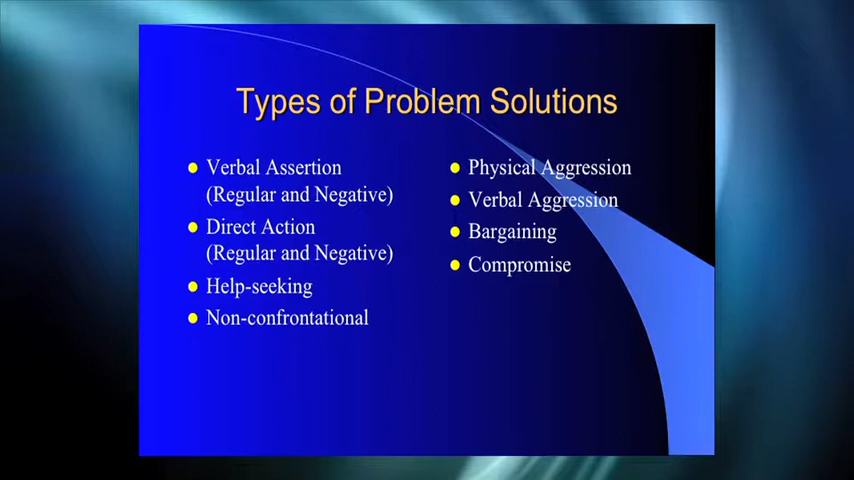 Types of Problem Solutions
Verbal Assertion
(Regular and Negative)
Direct Action
(Regular and Negative)
Help-seeking
Non-confrontational
Physical Aggression
Verbal Aggression
Bargaining
Compromise